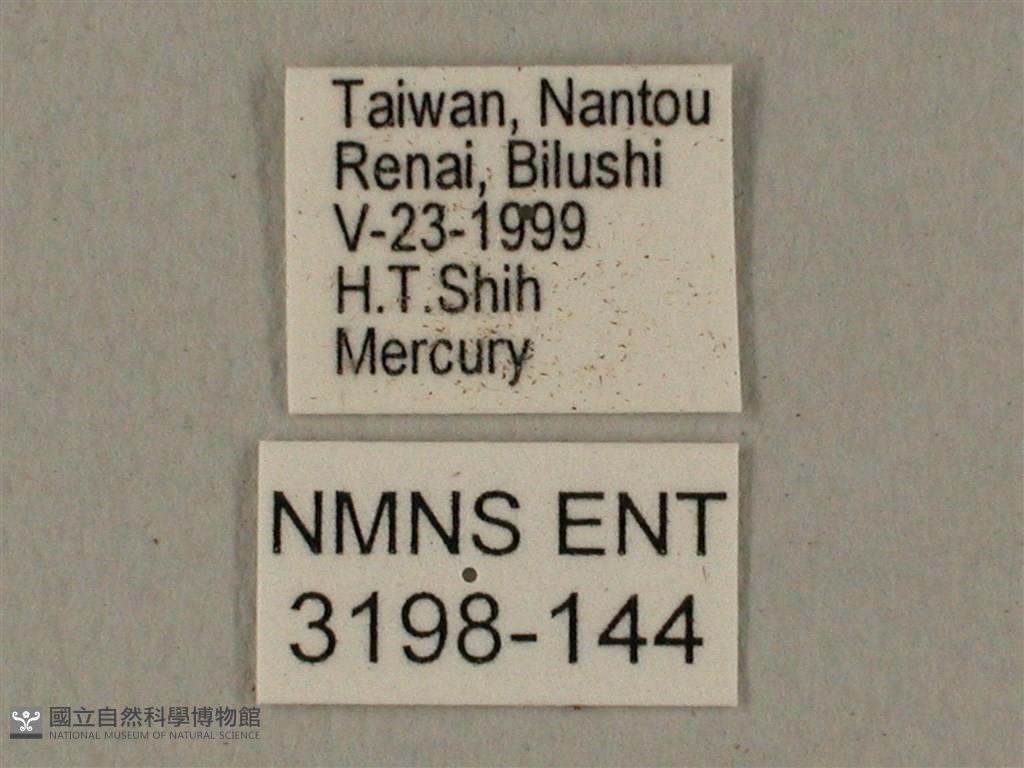 Taiwan, Nantou
Renai, Bilushi
V-23-1999
H.T.Shih
Mercury
NMNS ENT
3198-144
國立自然科學博物館
NATIONAL MUSEUM OF NATURAL SCIENCE